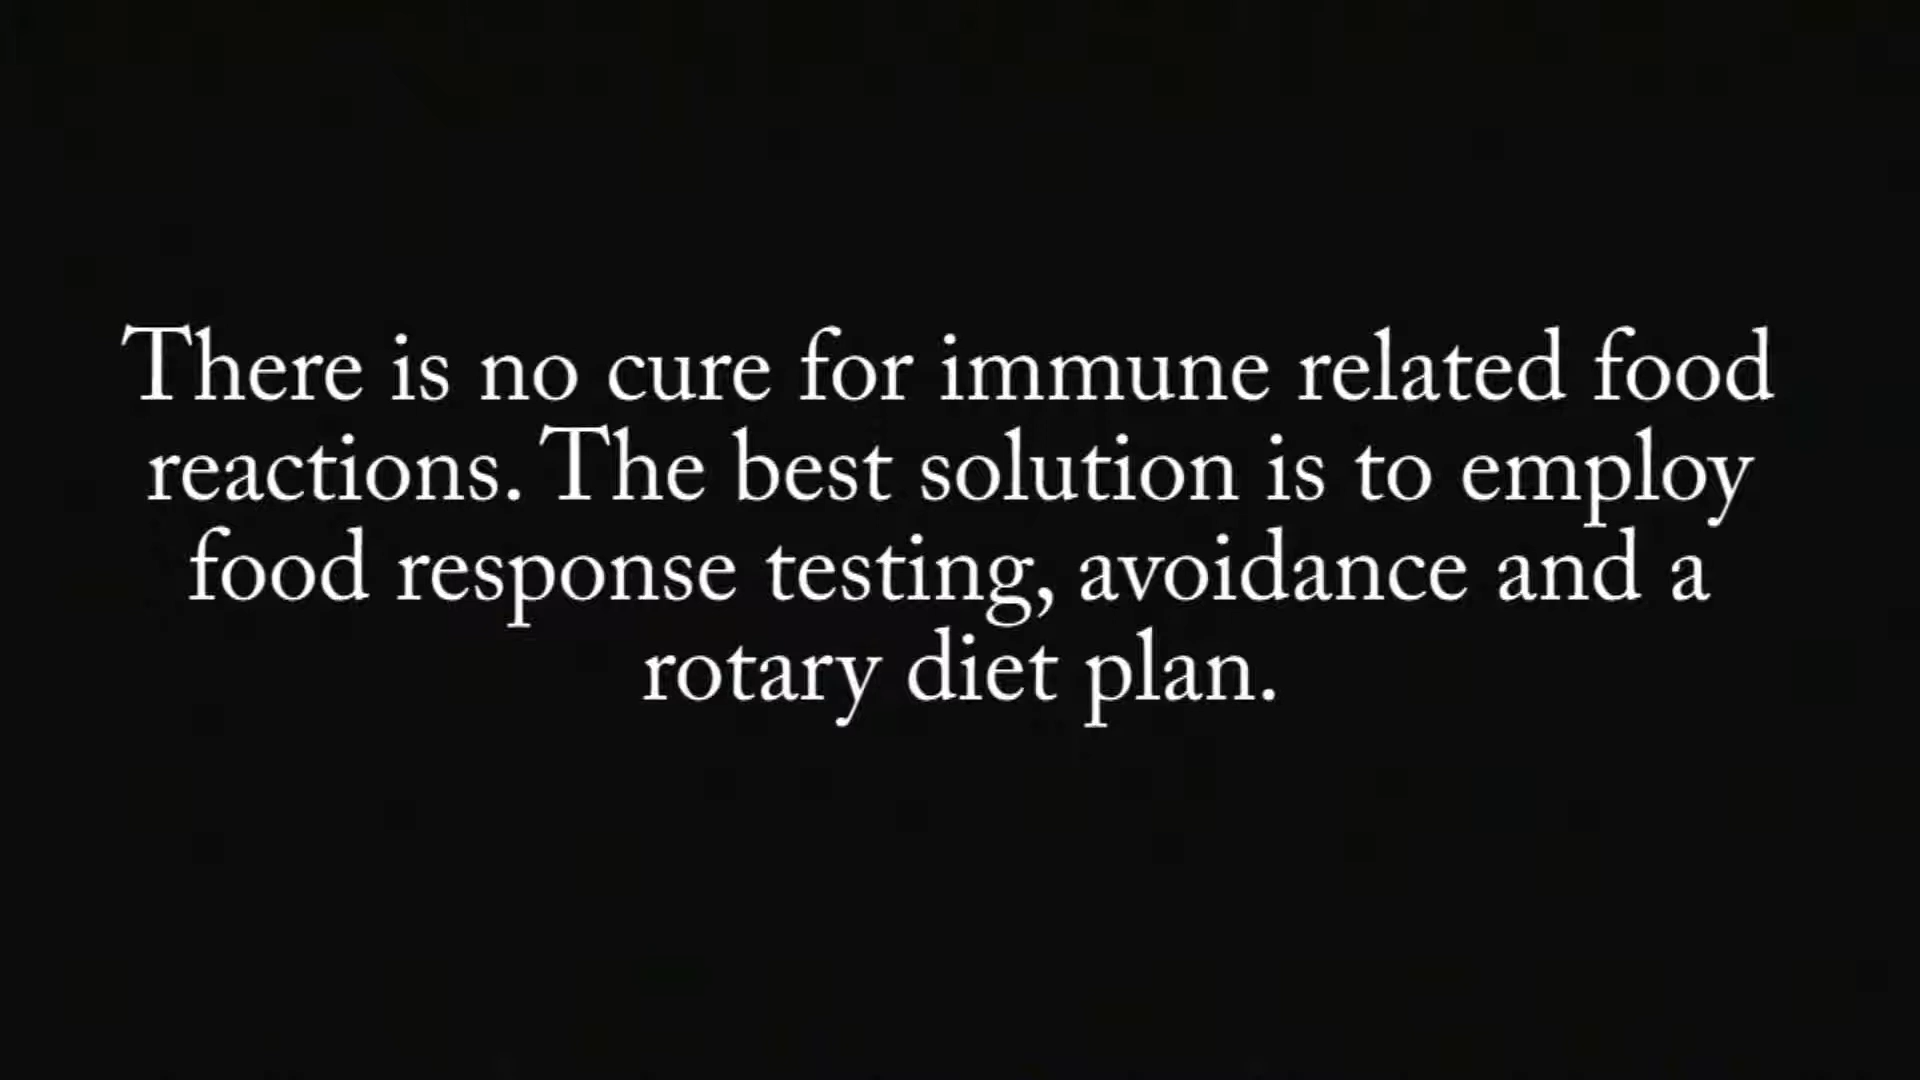 There is no cure for immune related food
reactions. The best solution is to employ
food response testing, avoidance and a
rotary diet plan.